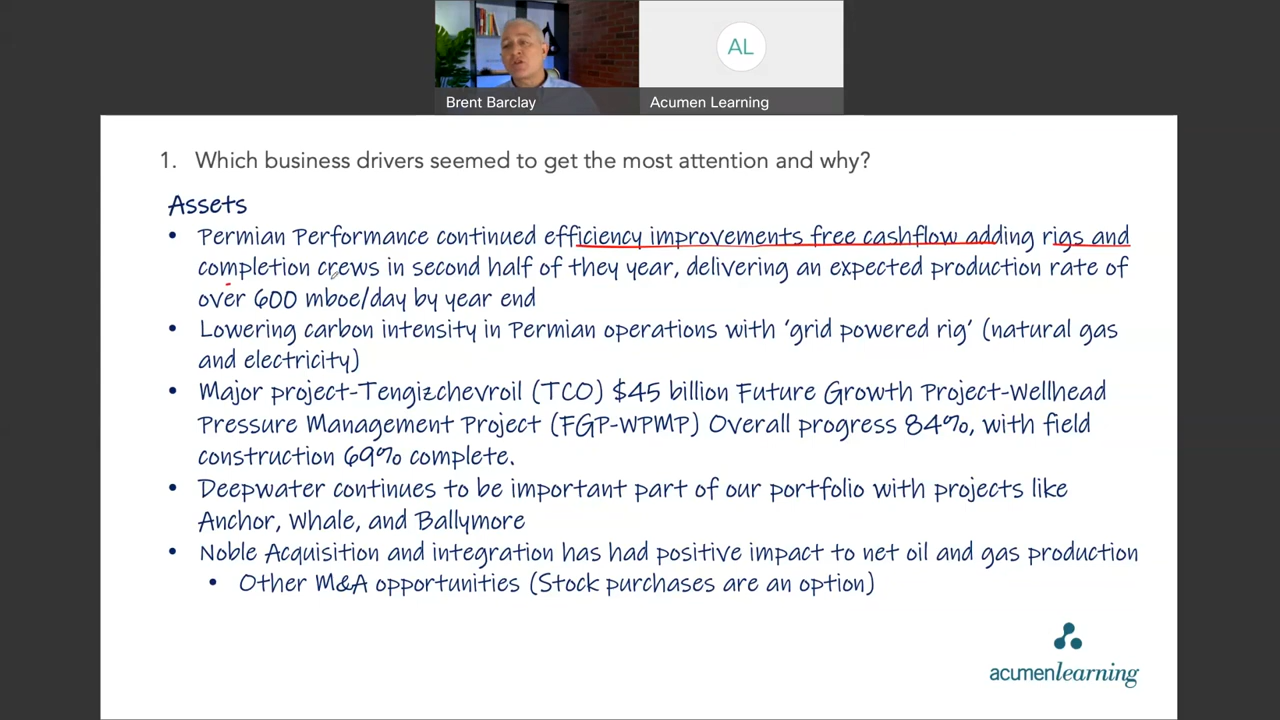 AL
Brent Barclay
Acumen Learning
1. Which business drivers seemed to get the most attention and why?
Assets
• Permian Performance continued efficiency improvements free cashflow adding rigs and
completion crews in second half of they year, delivering an expected production rate of
over 600 mboe/day by year end
• Lowering carbon intensity in Permian operations with ‘grid powered rig’ (natural gas
and electricity)
• Major project-Tengizchevroil (TCO) $45 billion Future Growth Project-Wellhead
Pressure Management Project (FGP-WPMP) Overall progress 84%, with field
construction 69% complete.
• Deepwater continues to be important part of our portfolio with projects like
Anchor, Whale, and Ballymore
• Noble Acquisition and integration has had positive impact to net oil and gas production
• Other M&A opportunities (Stock purchases are an option)
acumenlearning